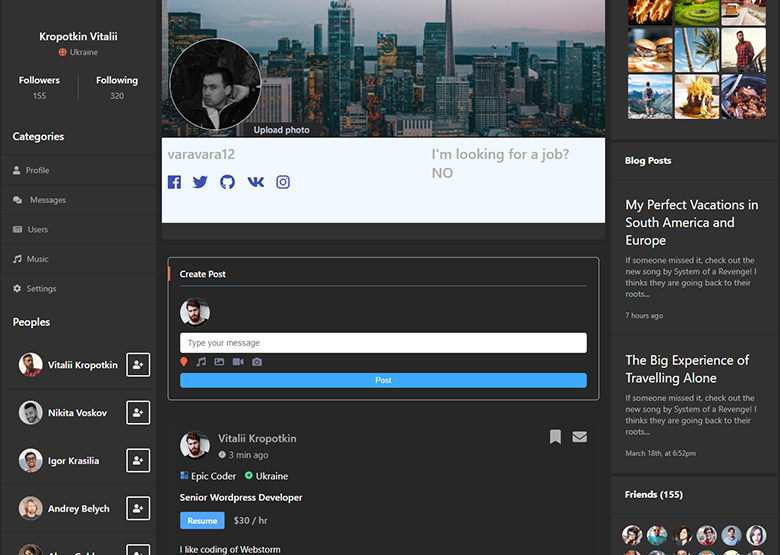 Kropotkin Vitalii
Ukraine
Followers
Following
155
320
Categories
Profile
Messages
Users
Music
Settings
Peoples
Vitalii Kropotkin
Nikita Voskov
Igor Krasilia
Andrey Belych
Upload photo
varavara12
I'm looking for a job?
NO
Create Post
Type your message
Post
Vitalii Kropotkin
3 min ago
Epic Coder
Ukraine
Senior Wordpress Developer
Resume
$30 / hr
I like coding of Webstorm
Blog Posts
My Perfect Vacations in
South America and
Europe
If someone missed it, check out the
new song by System of a Revenge! I
thinks they are going back to their
roots...
7 hours ago
The Big Experience of
Travelling Alone
If someone missed it, check out the
new song by System of a Revenge! I
thinks they are going back to their
roots...
March 18th, at 6:52pm
Friends (155)